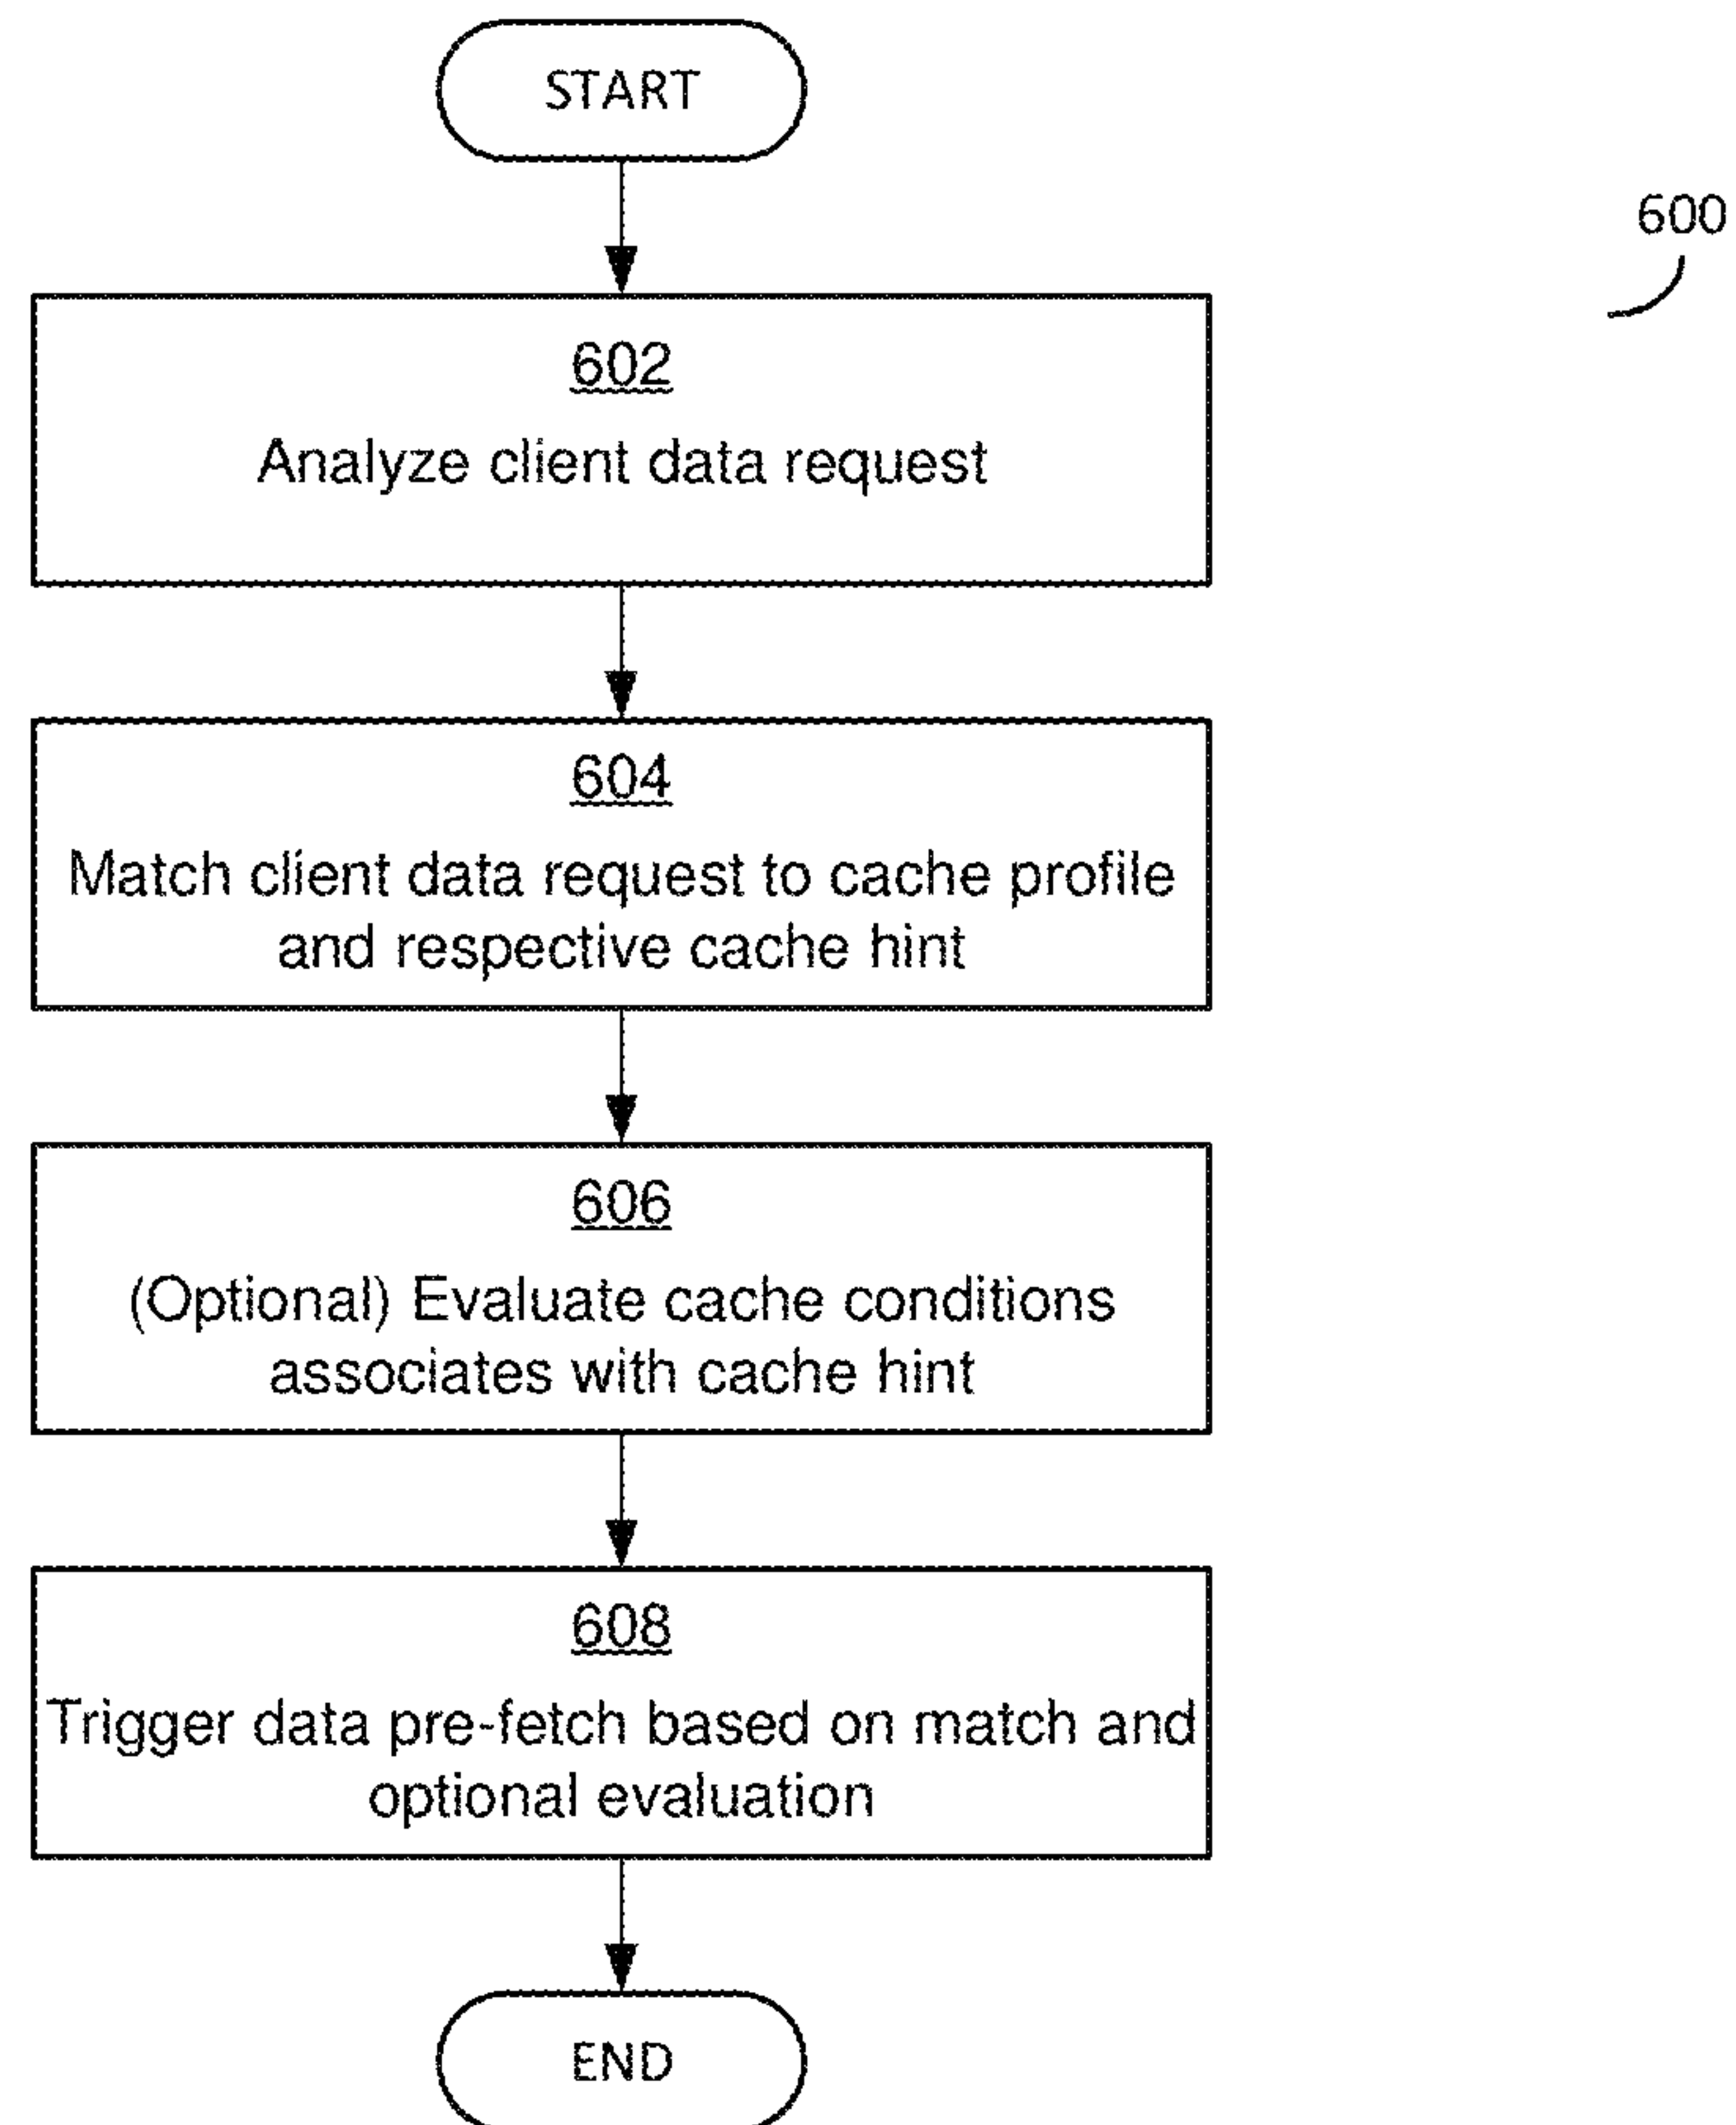 START
600
602
Analyze client data request
604
Match client data request to cache profile
and respective cache hint
606
(Optional) Evaluate cache conditions
associates with cache hint
608
Trigger data pre-fetch based on match and
optional evaluation
END